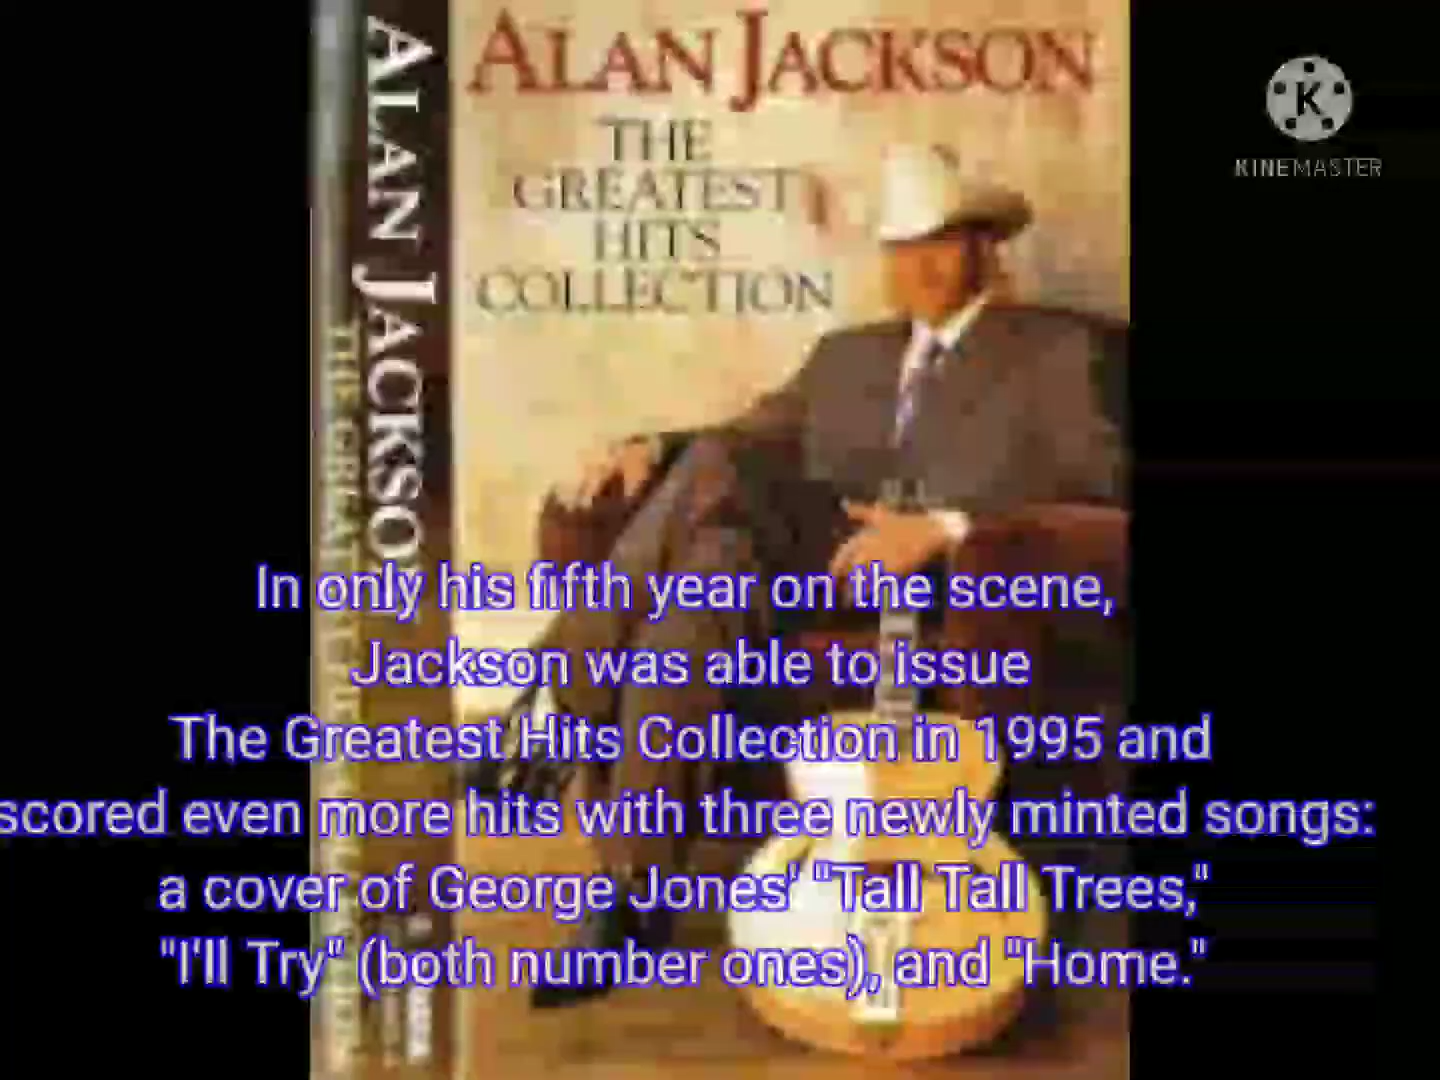 ALAN JACKSON
THE
GREATEST
HITS
COLLECTION
ALAN JACKSON
KINEMASTER
In only his fifth year on the scene,
Jackson was able to issue
The Greatest Hits Collection in 1995 and
scored even more hits with three newly minted songs:
a cover of George Jones' "Tall Tall Trees,"
"I'll Try" (both number ones), and "Home."